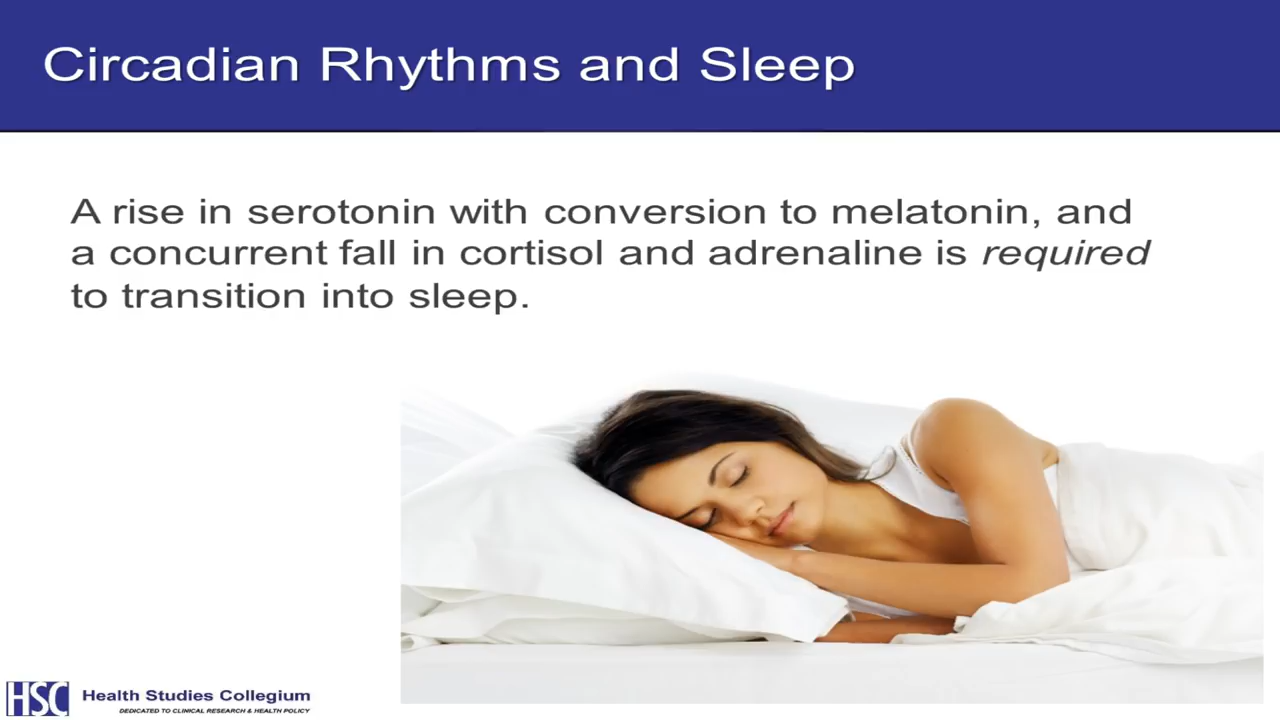 Circadian Rhythms and Sleep
A rise in serotonin with conversion to melatonin, and
a concurrent fall in cortisol and adrenaline is required
to transition into sleep.
HSC Health Studies Collegium
DEDICATED TO CLINICAL RESEARCH & HEALTH POLICY